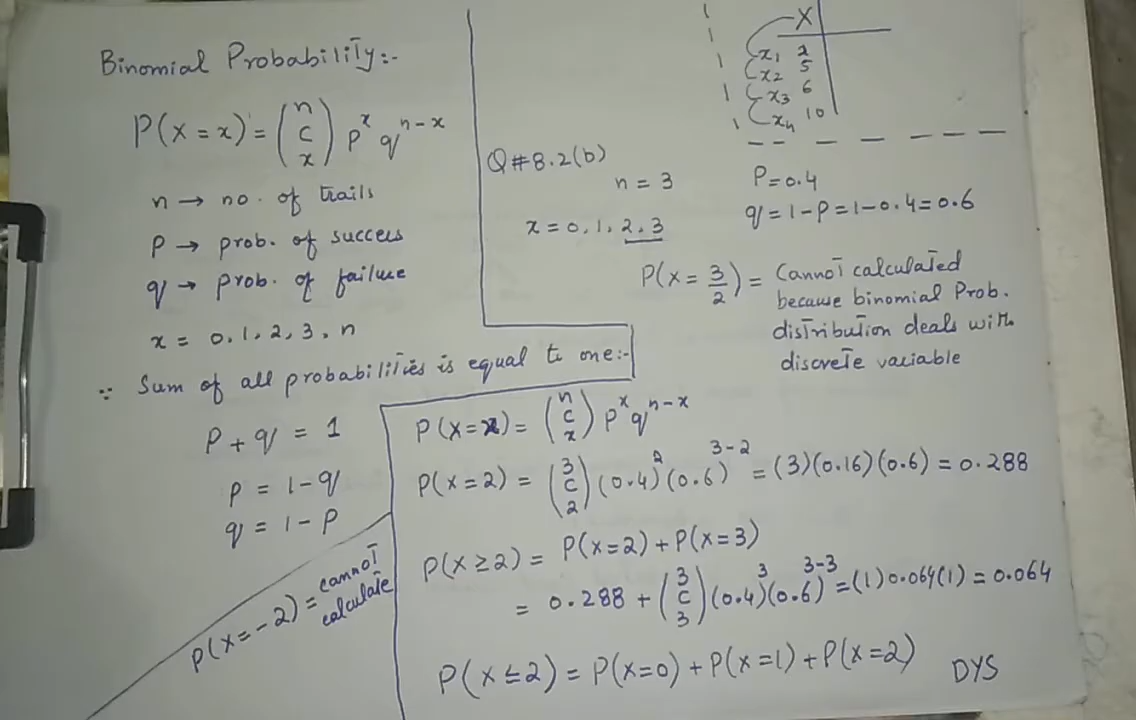 Binomial Probability:-
P(X = x) = (n c x) p^x q^n-x
n → no. of trails
p → prob. of success
q → prob. of failure
x = 0, 1, 2, 3, n
∵ Sum of all probabilities is equal to one:-
P + q = 1
P = 1-q
q = 1-P
P(X=-2) = cannot
calculate
X
x1 2
x2 5
x3 6
x4 10
Q#8.2(b)
n = 3
P=0.4
x = 0, 1, 2, 3
q = 1-P = 1-0.4 = 0.6
P(X = 3/2) = Cannot calculated
because binomial Prob.
distribution deals with
discrete variable
P(X=x) = (n c x) p^x q^n-x
P(X=2) = (3 c 2) (0.4)^2 (0.6)^3-2 = (3)(0.16)(0.6) = 0.288
P(X≥2) = P(X=2) + P(X=3)
= 0.288 + (3 c 3) (0.4)^3 (0.6)^3-3 = (1)0.064(1) = 0.064
P(X≤2) = P(X=0) + P(X=1) + P(X=2) DYS